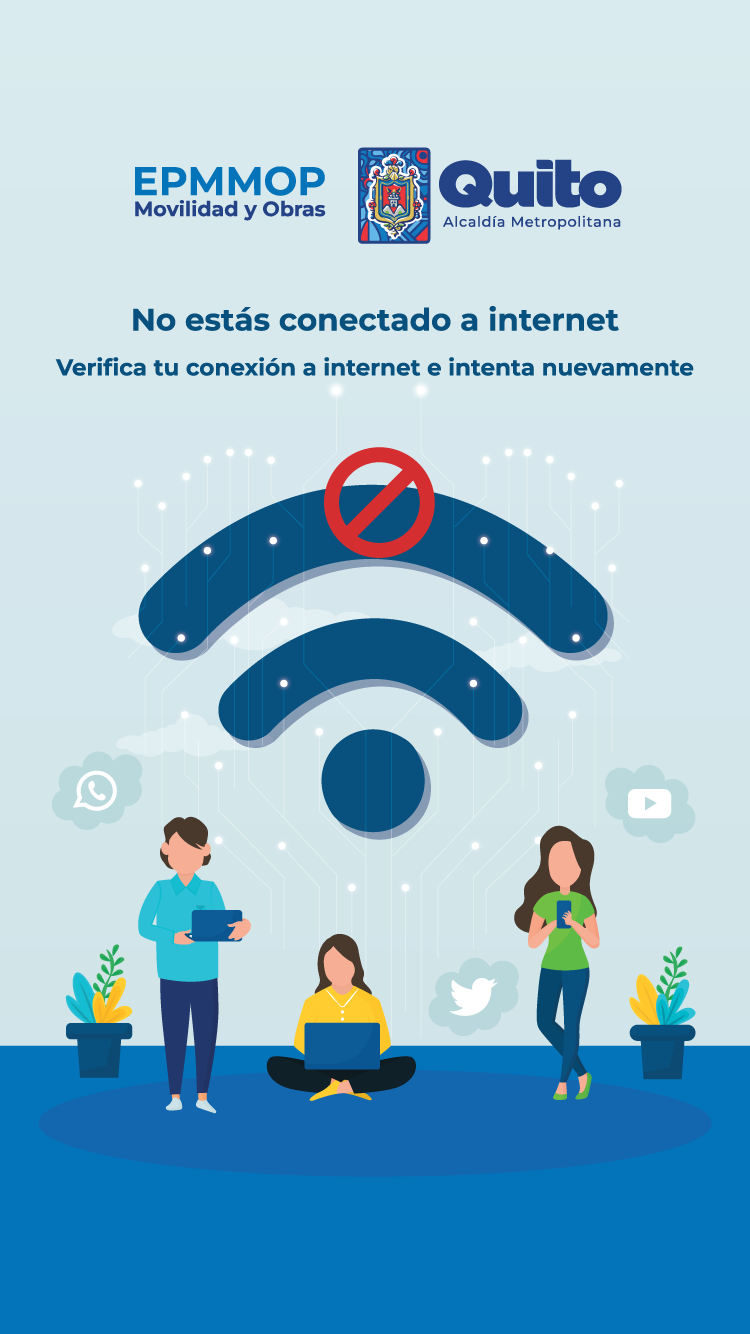 EPMMOP
Movilidad y Obras
Quito
Alcaldía Metropolitana
No estás conectado a internet
Verifica tu conexión a internet e intenta nuevamente